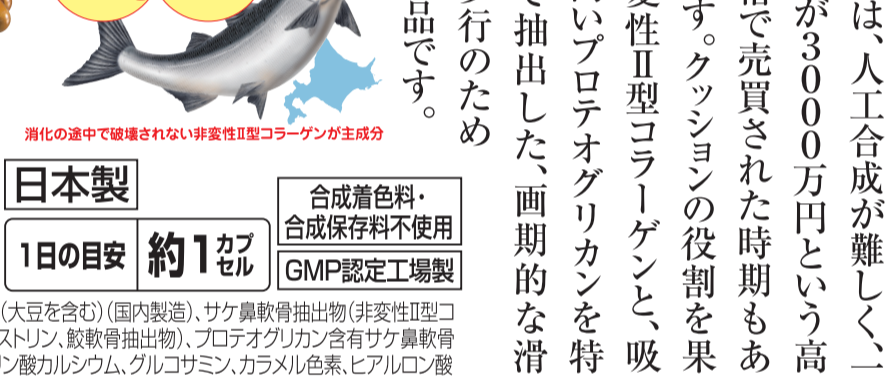 は、人工合成が難しく、一
が3000万円という高
で売買された時期もあ
す。クッションの役割を果
変性Ⅱ型コラーゲンと、吸
いプロテオグリカンを特
抽出した、画期的な滑
行のため
品です。
消化の途中で破壊されない非変性Ⅱ型コラーゲンが主成分
日本製
1日の目安 約1カプセル
合成着色料・
合成保存料不使用
GMP認定工場製
(大豆を含む)(国内製造)、サケ鼻軟骨抽出物(非変性Ⅱ型コ
ストリン、鮫軟骨抽出物)、プロテオグリカン含有サケ鼻軟骨
ン酸カルシウム、グルコサミン、カラメル色素、ヒアルロン酸